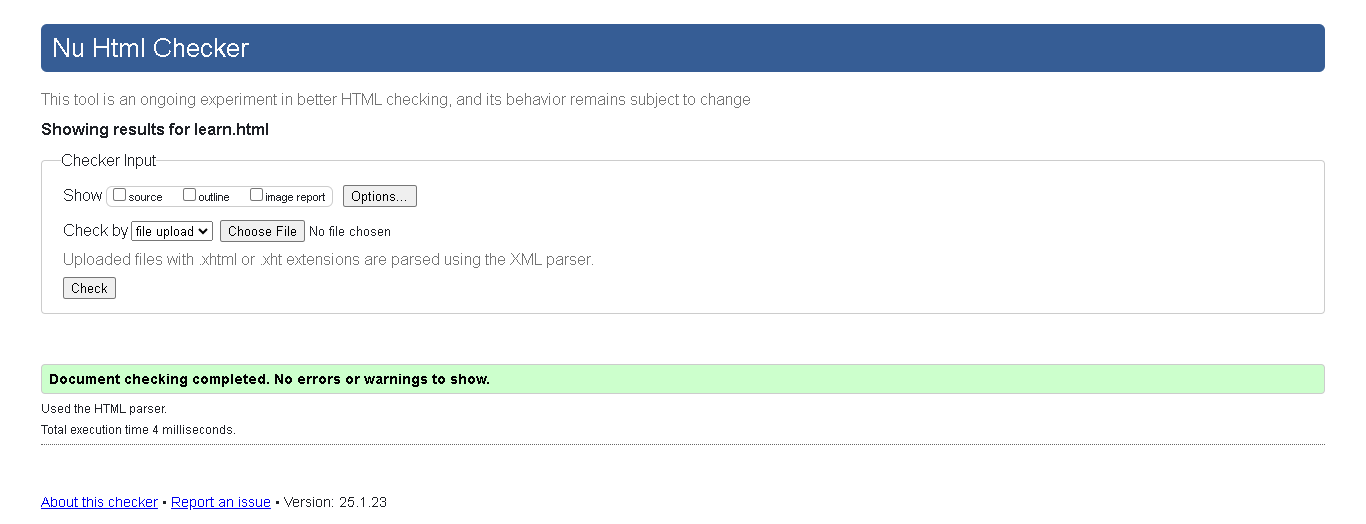 Nu Html Checker
This tool is an ongoing experiment in better HTML checking, and its behavior remains subject to change
Showing results for learn.html
Checker Input
Show source outline image report Options...
Check by file upload Choose File No file chosen
Uploaded files with .xhtml or .xht extensions are parsed using the XML parser.
Check
Document checking completed. No errors or warnings to show.
Used the HTML parser.
Total execution time 4 milliseconds.
About this checker • Report an issue • Version: 25.1.23